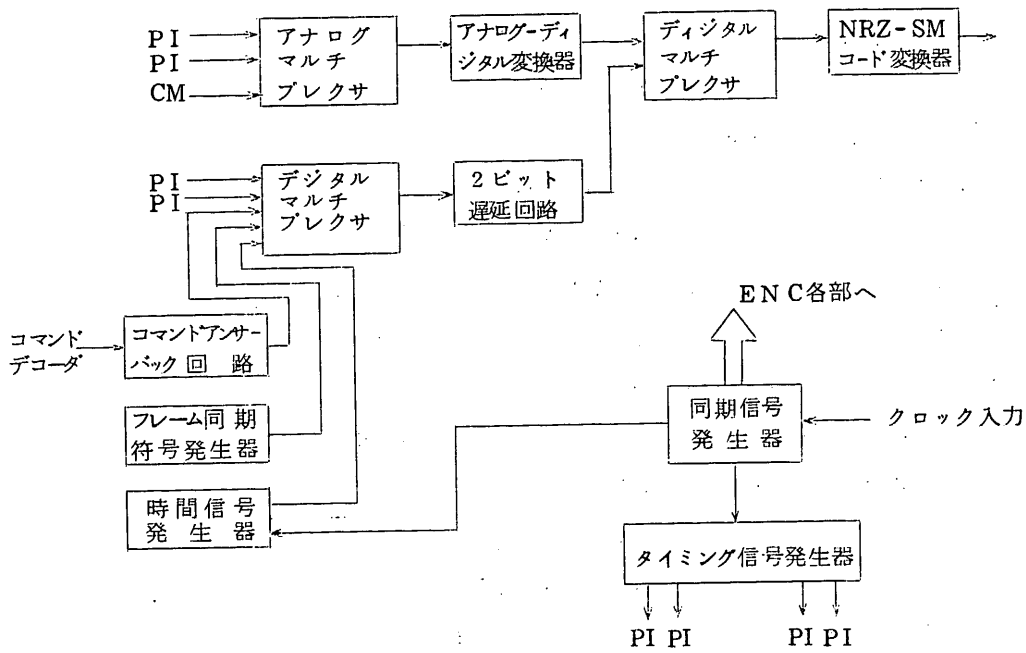 PI
PI
CM
アナログ
マルチ
プレクサ
アナログ-ディ
ジタル変換器
ディジタル
マルチ
プレクサ
NRZ-SM
コード変換器
PI
PI
デジタル
マルチ
プレクサ
2ビット
遅延回路
ENC各部へ
コマンド
デコーダ
コマンドアンサー
バック回路
フレーム同期
符号発生器
時間信号
発生器
同期信号
発生器
クロック入力
タイミング信号発生器
PI PI PI PI